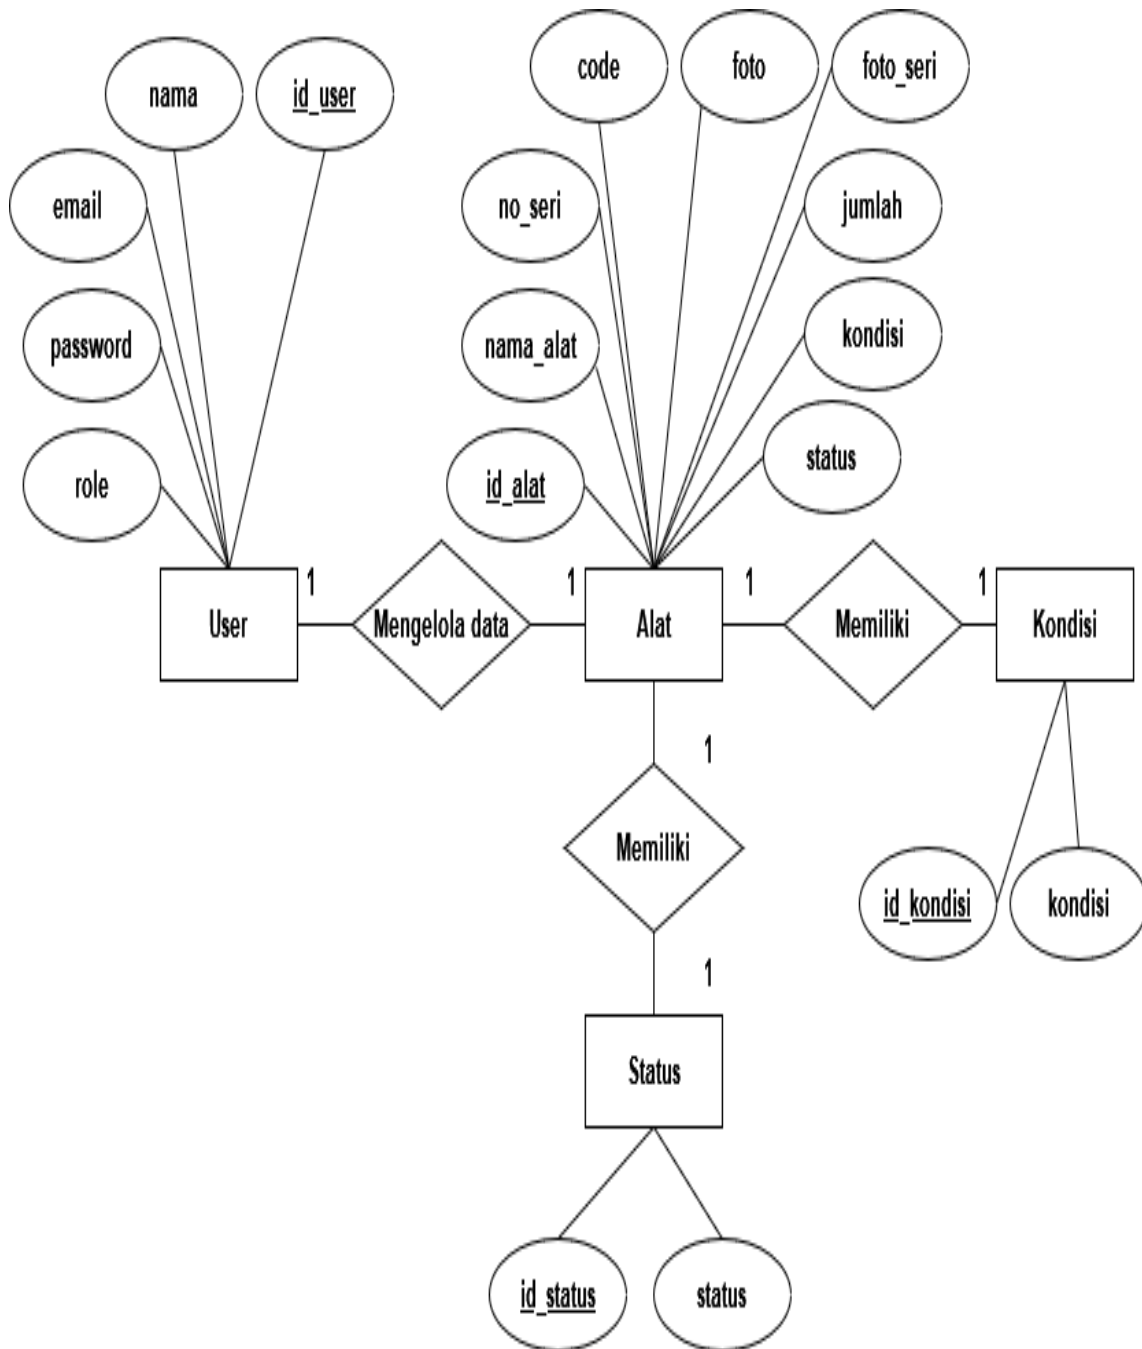 code
foto
foto_seri
nama
id_user
email
no_seri
jumlah
password
nama_alat
kondisi
role
id_alat
status
1
1
1
1
User
Mengelola data
Alat
Memiliki
Kondisi
1
Memiliki
id_kondisi
kondisi
1
Status
id_status
status